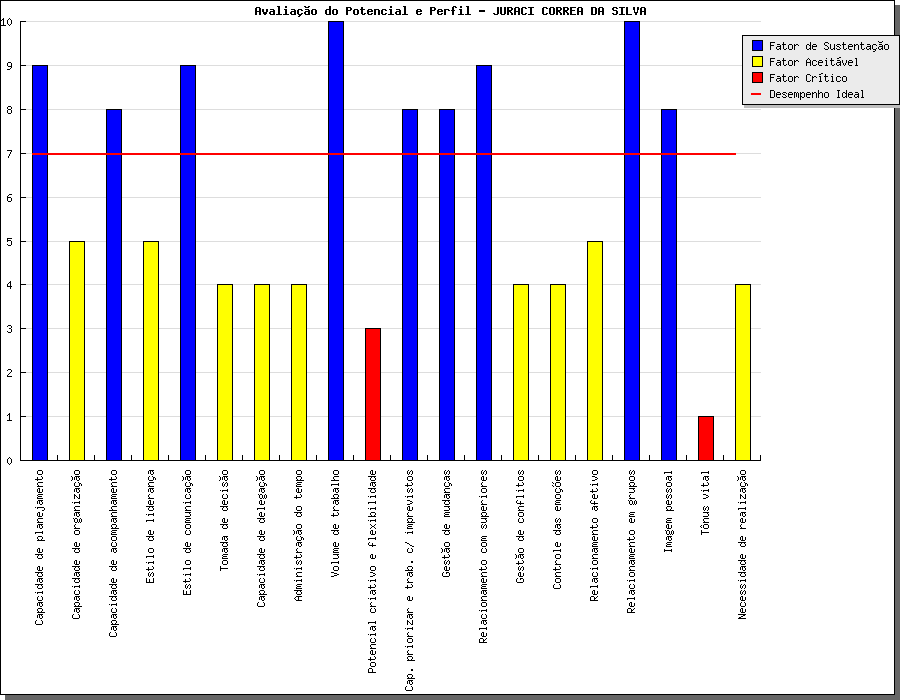 Avaliação do Potencial e Perfil - JURACI CORREA DA SILVA
Fator de Sustentação
Fator Aceitável
Fator Crítico
Desempenho Ideal
10
9
8
7
6
5
4
3
2
1
0
Capacidade de planejamento
Capacidade de organização
Capacidade de acompanhamento
Estilo de liderança
Estilo de comunicação
Tomada de decisão
Capacidade de delegação
Administração do tempo
Volume de trabalho
Potencial criativo e flexibilidade
Cap. priorizar e trab. c/ imprevistos
Gestão de mudanças
Relacionamento com superiores
Gestão de conflitos
Controle das emoções
Relacionamento afetivo
Relacionamento em grupos
Imagem pessoal
Tônus vital
Necessidade de realização